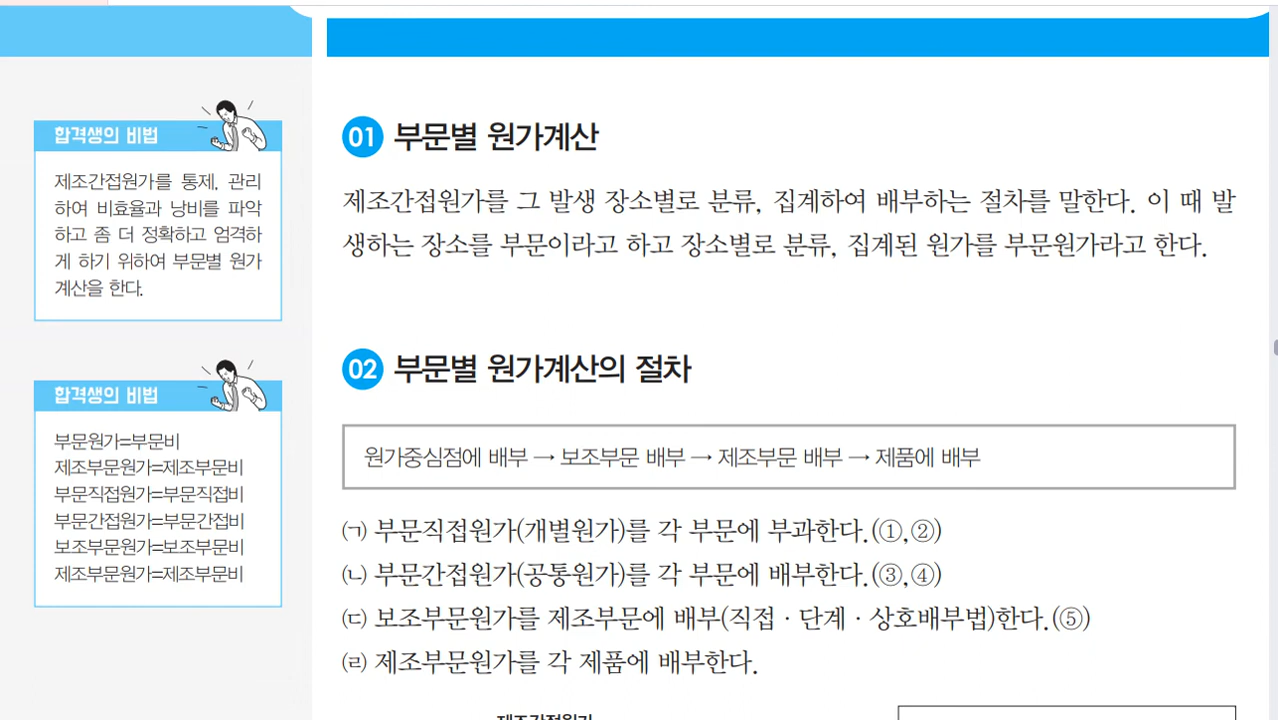 합격생의 비법
제조간접원가를 통제, 관리
하여 비효율과 낭비를 파악
하고 좀 더 정확하고 엄격하
게 하기 위하여 부문별 원가
계산을 한다.
합격생의 비법
부문원가=부문비
제조부문원가=제조부문비
부문직접원가=부문직접비
부문간접원가=부문간접비
보조부문원가=보조부문비
제조부문원가=제조부문비
01 부문별 원가계산
제조간접원가를 그 발생 장소별로 분류, 집계하여 배부하는 절차를 말한다. 이 때 발
생하는 장소를 부문이라고 하고 장소별로 분류, 집계된 원가를 부문원가라고 한다.
02 부문별 원가계산의 절차
원가중심점에 배부 → 보조부문 배부 → 제조부문 배부 → 제품에 배부
㈀ 부문직접원가(개별원가)를 각 부문에 부과한다.(①,②)
㈁ 부문간접원가(공통원가)를 각 부문에 배부한다.(③,④)
㈂ 보조부문원가를 제조부문에 배부(직접 · 단계 · 상호배부법)한다.(⑤)
㈃ 제조부문원가를 각 제품에 배부한다.
제조간접원가